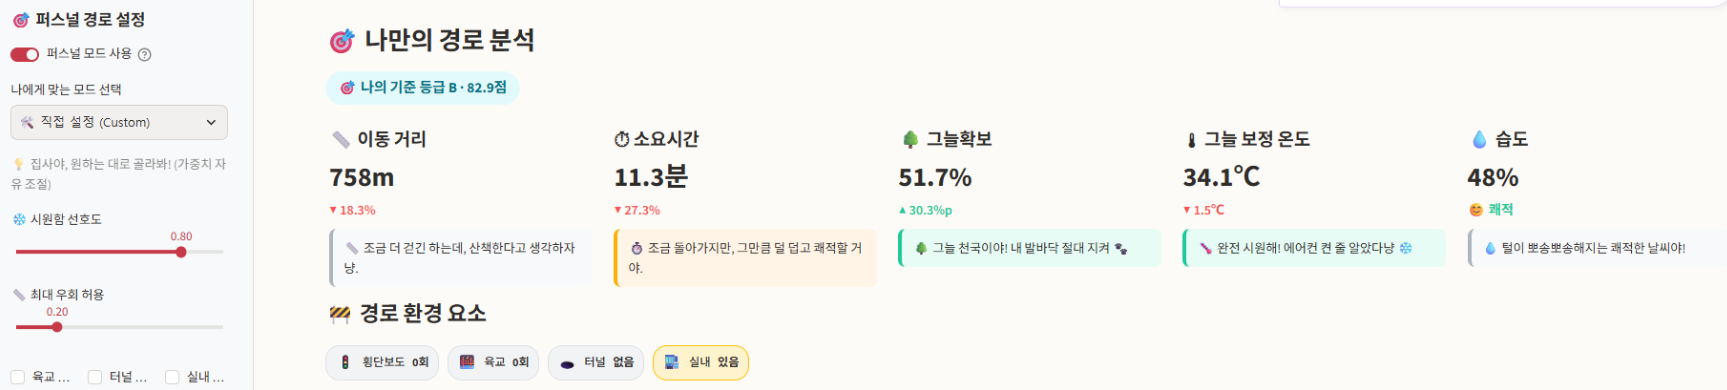 퍼스널 경로 설정
퍼스널 모드 사용
나에게 맞는 모드 선택
직접 설정 (Custom)
집사야, 원하는 대로 골라봐! (가중치 자
유 조절)
시원함 선호도
0.80
최대 우회 허용
0.20
육교 ...
터널 ...
실내 ...
나만의 경로 분석
나의 기준 등급 B · 82.9점
이동 거리
758m
▼ 18.3%
조금 더 걷긴 하는데, 산책한다고 생각하자
냥.
소요시간
11.3분
▼ 27.3%
조금 돌아가지만, 그만큼 덜 덥고 쾌적할 거
야.
그늘확보
51.7%
▲ 30.3%p
그늘 천국이야! 내 발바닥 절대 지켜
그늘 보정 온도
34.1℃
▼ 1.5℃
완전 시원해! 에어컨 켠 줄 알았다냥
습도
48%
쾌적
털이 뽀송뽀송해지는 쾌적한 날씨야!
경로 환경 요소
횡단보도 0회
육교 0회
터널 없음
실내 있음